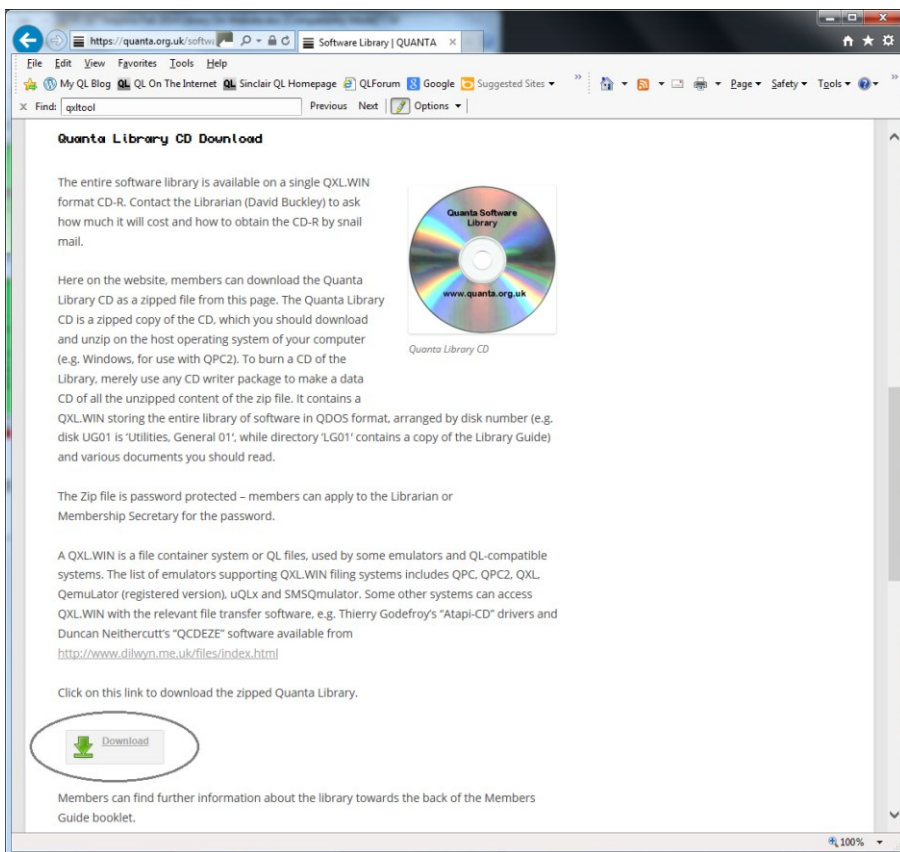 https://quanta.org.uk/softw
Software Library | QUANTA
File Edit View Favorites Tools Help
My QL Blog QL QL On The Internet QL Sinclair QL Homepage QLForum Google Suggested Sites
Page Safety Tools
Find: qxltool Previous Next Options
Quanta Library CD Download
The entire software library is available on a single QXL.WIN
format CD-R. Contact the Librarian (David Buckley) to ask
how much it will cost and how to obtain the CD-R by snail
mail.
Quanta Software
Library
www.quanta.org.uk
Quanta Library CD
Here on the website, members can download the Quanta
Library CD as a zipped file from this page. The Quanta Library
CD is a zipped copy of the CD, which you should download
and unzip on the host operating system of your computer
(e.g. Windows, for use with QPC2). To burn a CD of the
Library, merely use any CD writer package to make a data
CD of all the unzipped content of the zip file. It contains a
QXL.WIN storing the entire library of software in QDOS format, arranged by disk number (e.g.
disk UG01 is 'Utilities, General 01', while directory 'LG01' contains a copy of the Library Guide)
and various documents you should read.
The Zip file is password protected – members can apply to the Librarian or
Membership Secretary for the password.
A QXL.WIN is a file container system or QL files, used by some emulators and QL-compatible
systems. The list of emulators supporting QXL.WIN filing systems includes QPC, QPC2, QXL,
QemuLator (registered version), uQLx and SMSQmulator. Some other systems can access
QXL.WIN with the relevant file transfer software, e.g. Thierry Godefroy's "Atapi-CD" drivers and
Duncan Neithercutt's "QCDEZE" software available from
http://www.dilwyn.me.uk/files/index.html
Click on this link to download the zipped Quanta Library.
Download
Members can find further information about the library towards the back of the Members
Guide booklet.
100%